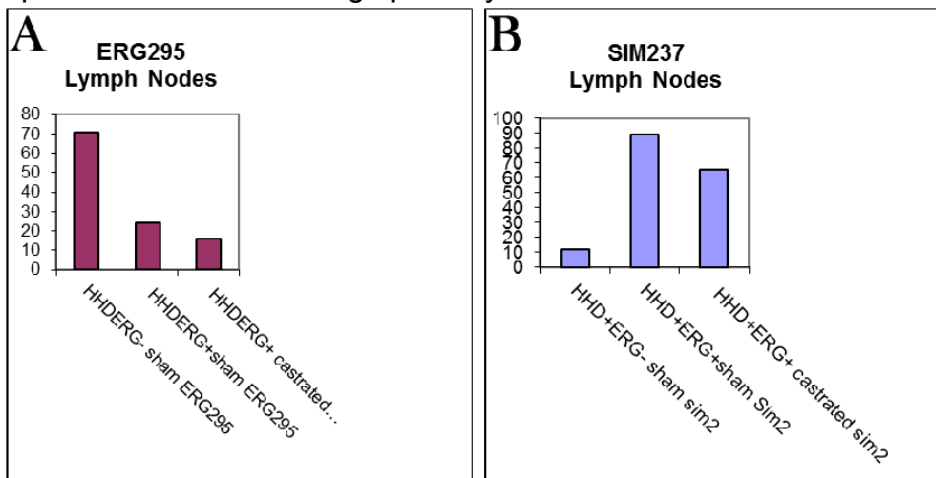 A
ERG295
Lymph Nodes
80
70
60
50
40
30
20
10
0
HHDERG- sham ERG295
HHDERG+sham ERG295
HHDERG+ castrated...
B
SIM237
Lymph Nodes
100
90
80
70
60
50
40
30
20
10
0
HHD+ERG- sham sim2
HHD+ERG+sham Sim2
HHD+ERG+ castrated sim2